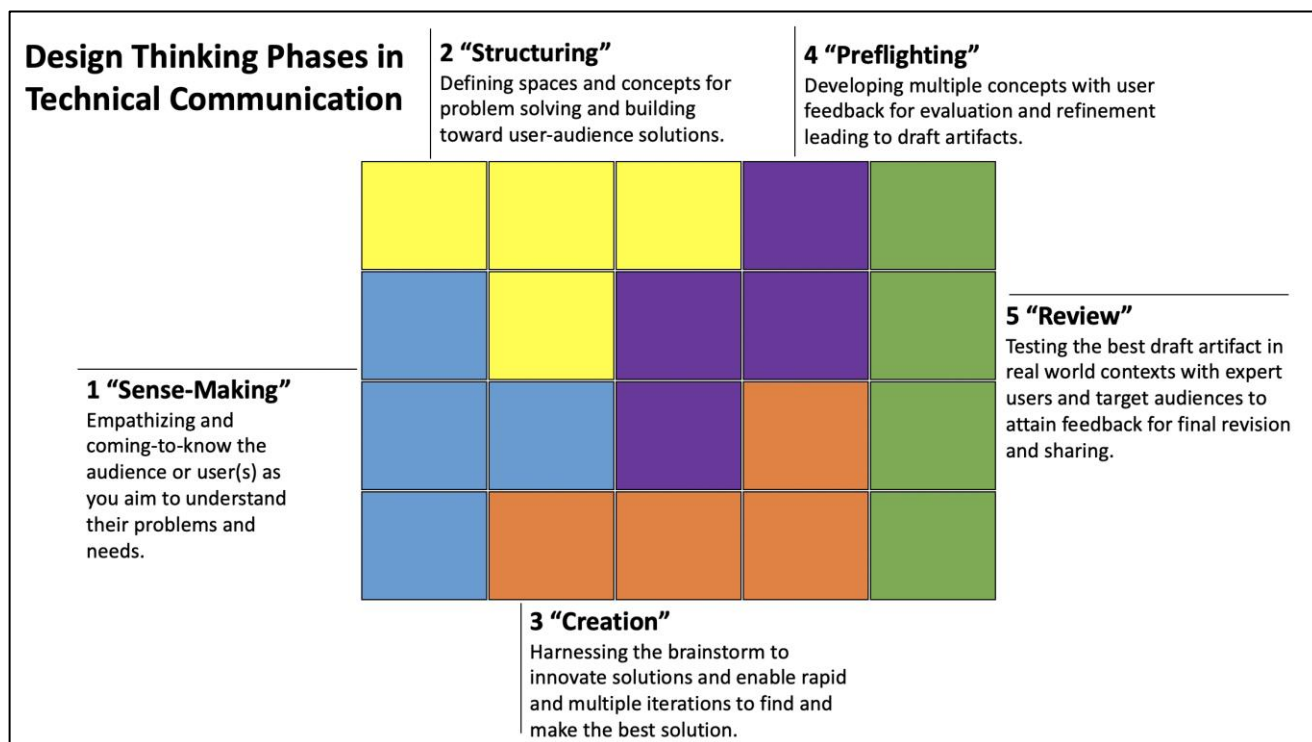 Design Thinking Phases in
Technical Communication
2 “Structuring”
Defining spaces and concepts for
problem solving and building
toward user-audience solutions.
4 “Preflighting”
Developing multiple concepts with user
feedback for evaluation and refinement
leading to draft artifacts.
1 “Sense-Making”
Empathizing and
coming-to-know the
audience or user(s) as
you aim to understand
their problems and
needs.
5 “Review”
Testing the best draft artifact in
real world contexts with expert
users and target audiences to
attain feedback for final revision
and sharing.
3 “Creation”
Harnessing the brainstorm to
innovate solutions and enable rapid
and multiple iterations to find and
make the best solution.